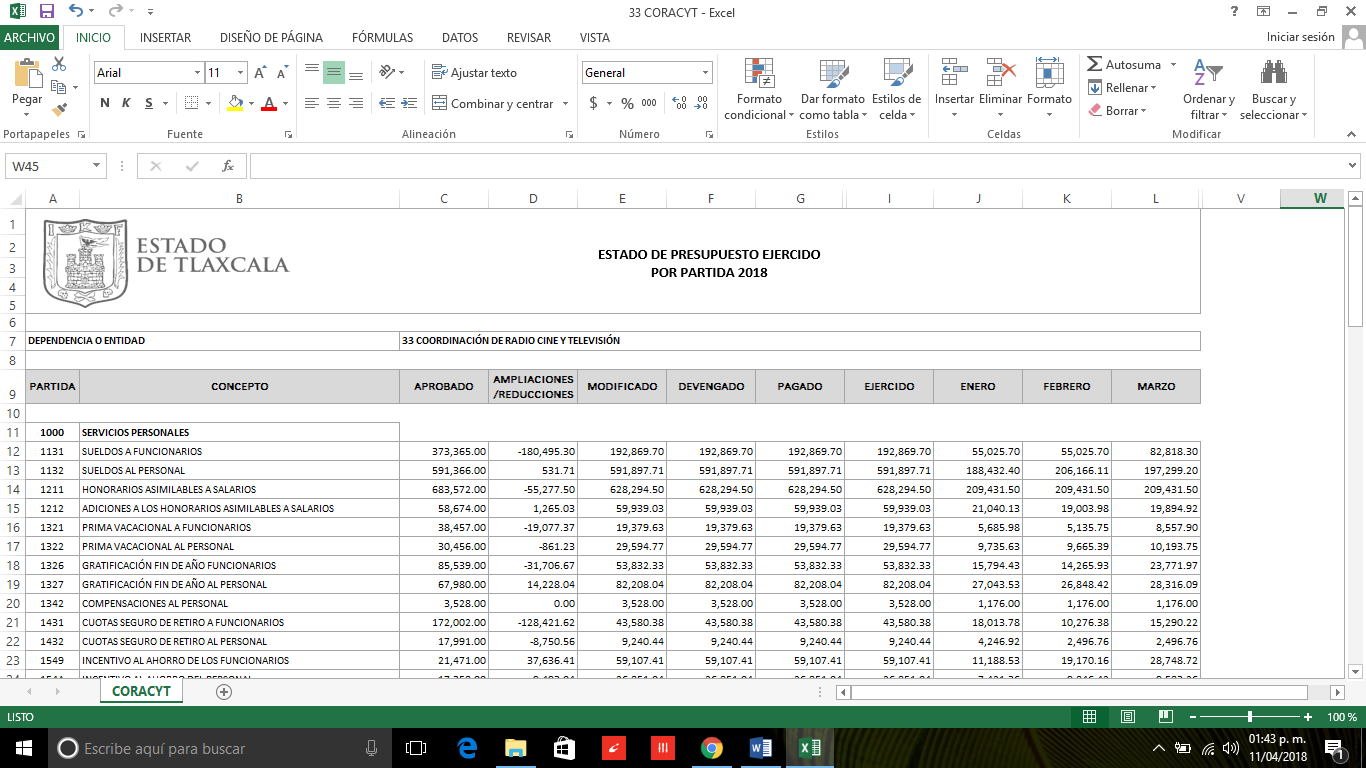 33 CORACYT - Excel
ARCHIVO INICIO INSERTAR DISEÑO DE PÁGINA FÓRMULAS DATOS REVISAR VISTA Iniciar sesión
Pegar Arial 11 Ajustar texto General Formato condicional Dar formato como tabla Estilos de celda Insertar Eliminar Formato Autosuma Rellenar Borrar Ordenar y filtrar Buscar y seleccionar
N K S Combinar y centrar $ % 000
Portapapeles Fuente Alineación Número Estilos Celdas Modificar
W45 fx
A B C D E F G I J K L V W
1
2
3
4
5
ESTADO DE TLAXCALA
ESTADO DE PRESUPUESTO EJERCIDO
POR PARTIDA 2018
6
7 DEPENDENCIA O ENTIDAD 33 COORDINACIÓN DE RADIO CINE Y TELEVISIÓN
8
9 PARTIDA CONCEPTO APROBADO AMPLIACIONES /REDUCCIONES MODIFICADO DEVENGADO PAGADO EJERCIDO ENERO FEBRERO MARZO
10
11 1000 SERVICIOS PERSONALES
12 1131 SUELDOS A FUNCIONARIOS 373,365.00 -180,495.30 192,869.70 192,869.70 192,869.70 192,869.70 55,025.70 55,025.70 82,818.30
13 1132 SUELDOS AL PERSONAL 591,366.00 531.71 591,897.71 591,897.71 591,897.71 591,897.71 188,432.40 206,166.11 197,299.20
14 1211 HONORARIOS ASIMILABLES A SALARIOS 683,572.00 -55,277.50 628,294.50 628,294.50 628,294.50 628,294.50 209,431.50 209,431.50 209,431.50
15 1212 ADICIONES A LOS HONORARIOS ASIMILABLES A SALARIOS 58,674.00 1,265.03 59,939.03 59,939.03 59,939.03 59,939.03 21,040.13 19,003.98 19,894.92
16 1321 PRIMA VACACIONAL A FUNCIONARIOS 38,457.00 -19,077.37 19,379.63 19,379.63 19,379.63 19,379.63 5,685.98 5,135.75 8,557.90
17 1322 PRIMA VACACIONAL AL PERSONAL 30,456.00 -861.23 29,594.77 29,594.77 29,594.77 29,594.77 9,735.63 9,665.39 10,193.75
18 1326 GRATIFICACIÓN FIN DE AÑO FUNCIONARIOS 85,539.00 -31,706.67 53,832.33 53,832.33 53,832.33 53,832.33 15,794.43 14,265.93 23,771.97
19 1327 GRATIFICACIÓN FIN DE AÑO AL PERSONAL 67,980.00 14,228.04 82,208.04 82,208.04 82,208.04 82,208.04 27,043.53 26,848.42 28,316.09
20 1342 COMPENSACIONES AL PERSONAL 3,528.00 0.00 3,528.00 3,528.00 3,528.00 3,528.00 1,176.00 1,176.00 1,176.00
21 1431 CUOTAS SEGURO DE RETIRO A FUNCIONARIOS 172,002.00 -128,421.62 43,580.38 43,580.38 43,580.38 43,580.38 18,013.78 10,276.38 15,290.22
22 1432 CUOTAS SEGURO DE RETIRO AL PERSONAL 17,991.00 -8,750.56 9,240.44 9,240.44 9,240.44 9,240.44 4,246.92 2,496.76 2,496.76
23 1549 INCENTIVO AL AHORRO DE LOS FUNCIONARIOS 21,471.00 37,636.41 59,107.41 59,107.41 59,107.41 59,107.41 11,188.53 19,170.16 28,748.72
CORACYT
LISTO 100 %
Escribe aquí para buscar
01:43 p. m.
11/04/2018
1